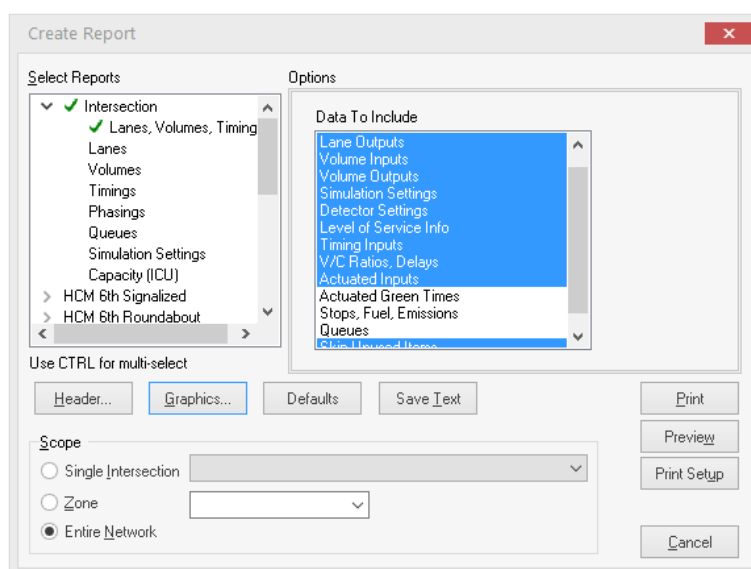 Create Report
Select Reports
Intersection
Lanes, Volumes, Timing
Lanes
Volumes
Timings
Phasings
Queues
Simulation Settings
Capacity (ICU)
HCM 6th Signalized
HCM 6th Roundabout
Use CTRL for multi-select
Options
Data To Include
Lane Outputs
Volume Inputs
Volume Outputs
Simulation Settings
Detector Settings
Level of Service Info
Timing Inputs
V/C Ratios, Delays
Actuated Inputs
Actuated Green Times
Stops, Fuel, Emissions
Queues
Skip Unused Items
Header...
Graphics...
Defaults
Save Text
Print
Preview
Print Setup
Cancel
Scope
Single Intersection
Zone
Entire Network